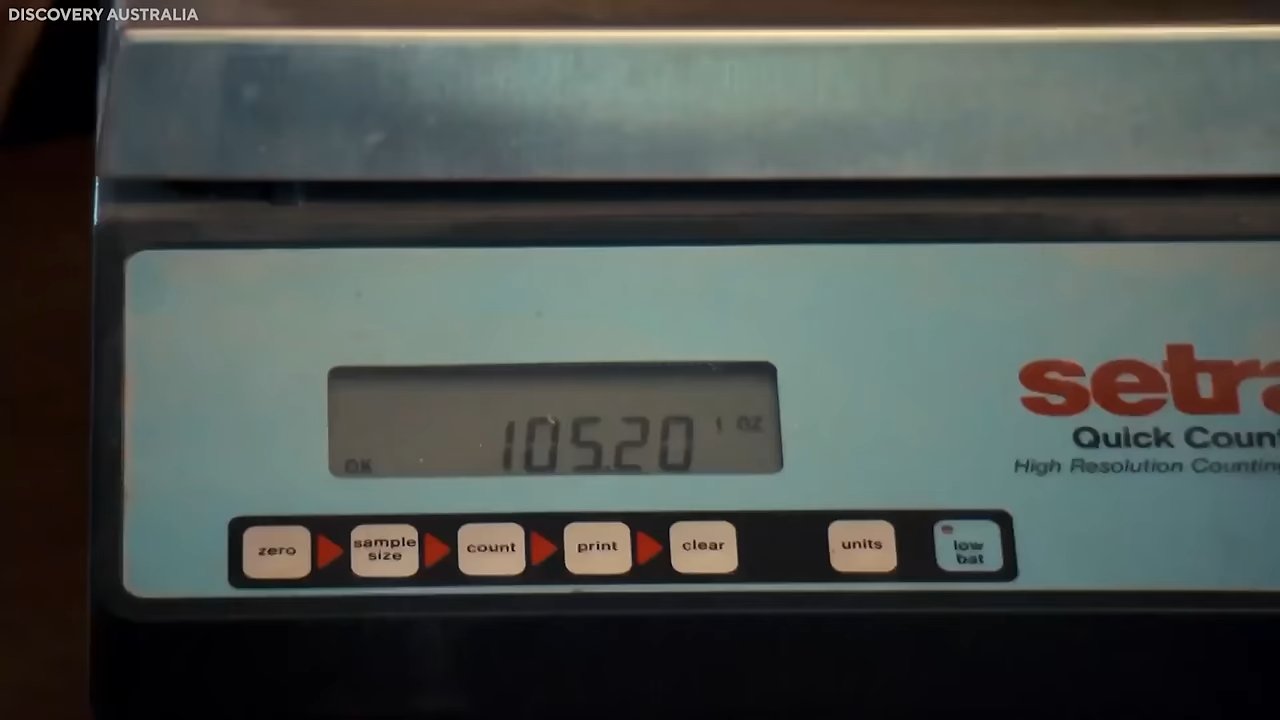 DISCOVERY AUSTRALIA
setra
Quick Count
High Resolution Counting
105.20
OZ
OK
zero
sample
size
count
print
clear
units
low
bat